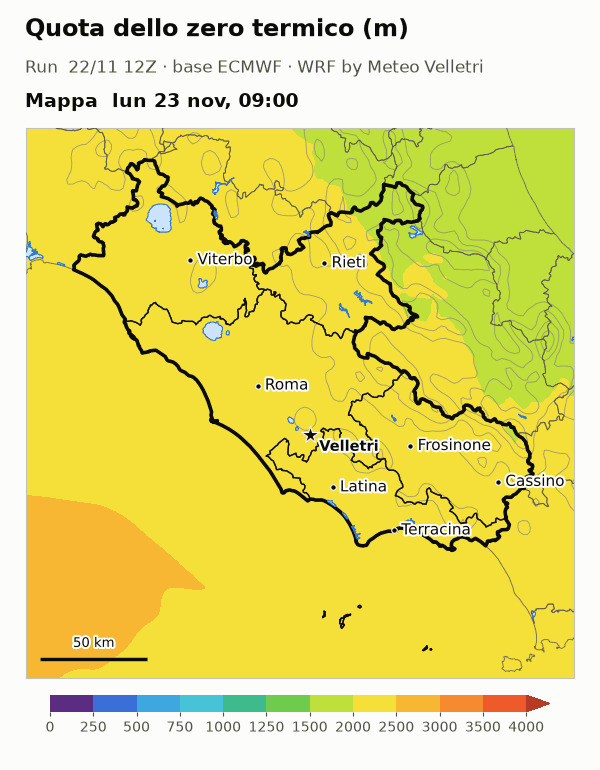 Quota dello zero termico (m)
Run  22/11 12Z · base ECMWF · WRF by Meteo Velletri
Mappa  lun 23 nov, 09:00
Viterbo
Rieti
Roma
Velletri
Frosinone
Cassino
Latina
Terracina
50 km
0 250 500 750 1000 1250 1500 2000 2500 3000 3500 4000